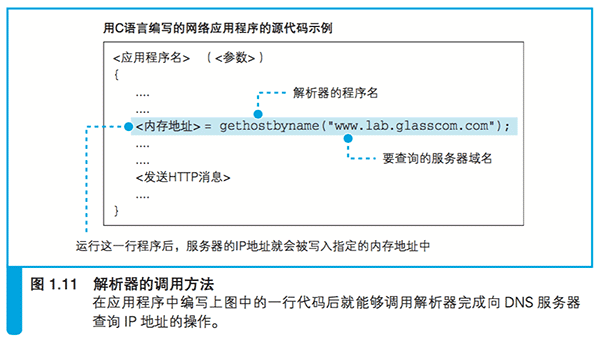 用C语言编写的网络应用程序的源代码示例
<应用程序名> (<参数>)
{
....
....
解析器的程序名
<内存地址> = gethostbyname("www.lab.glasscom.com");
....
....
要查询的服务器域名
<发送HTTP消息>
....
}
运行这一行程序后，服务器的IP地址就会被写入指定的内存地址中
图 1.11 解析器的调用方法
在应用程序中编写上图中的一行代码后就能够调用解析器完成向 DNS 服务器
查询 IP 地址的操作。